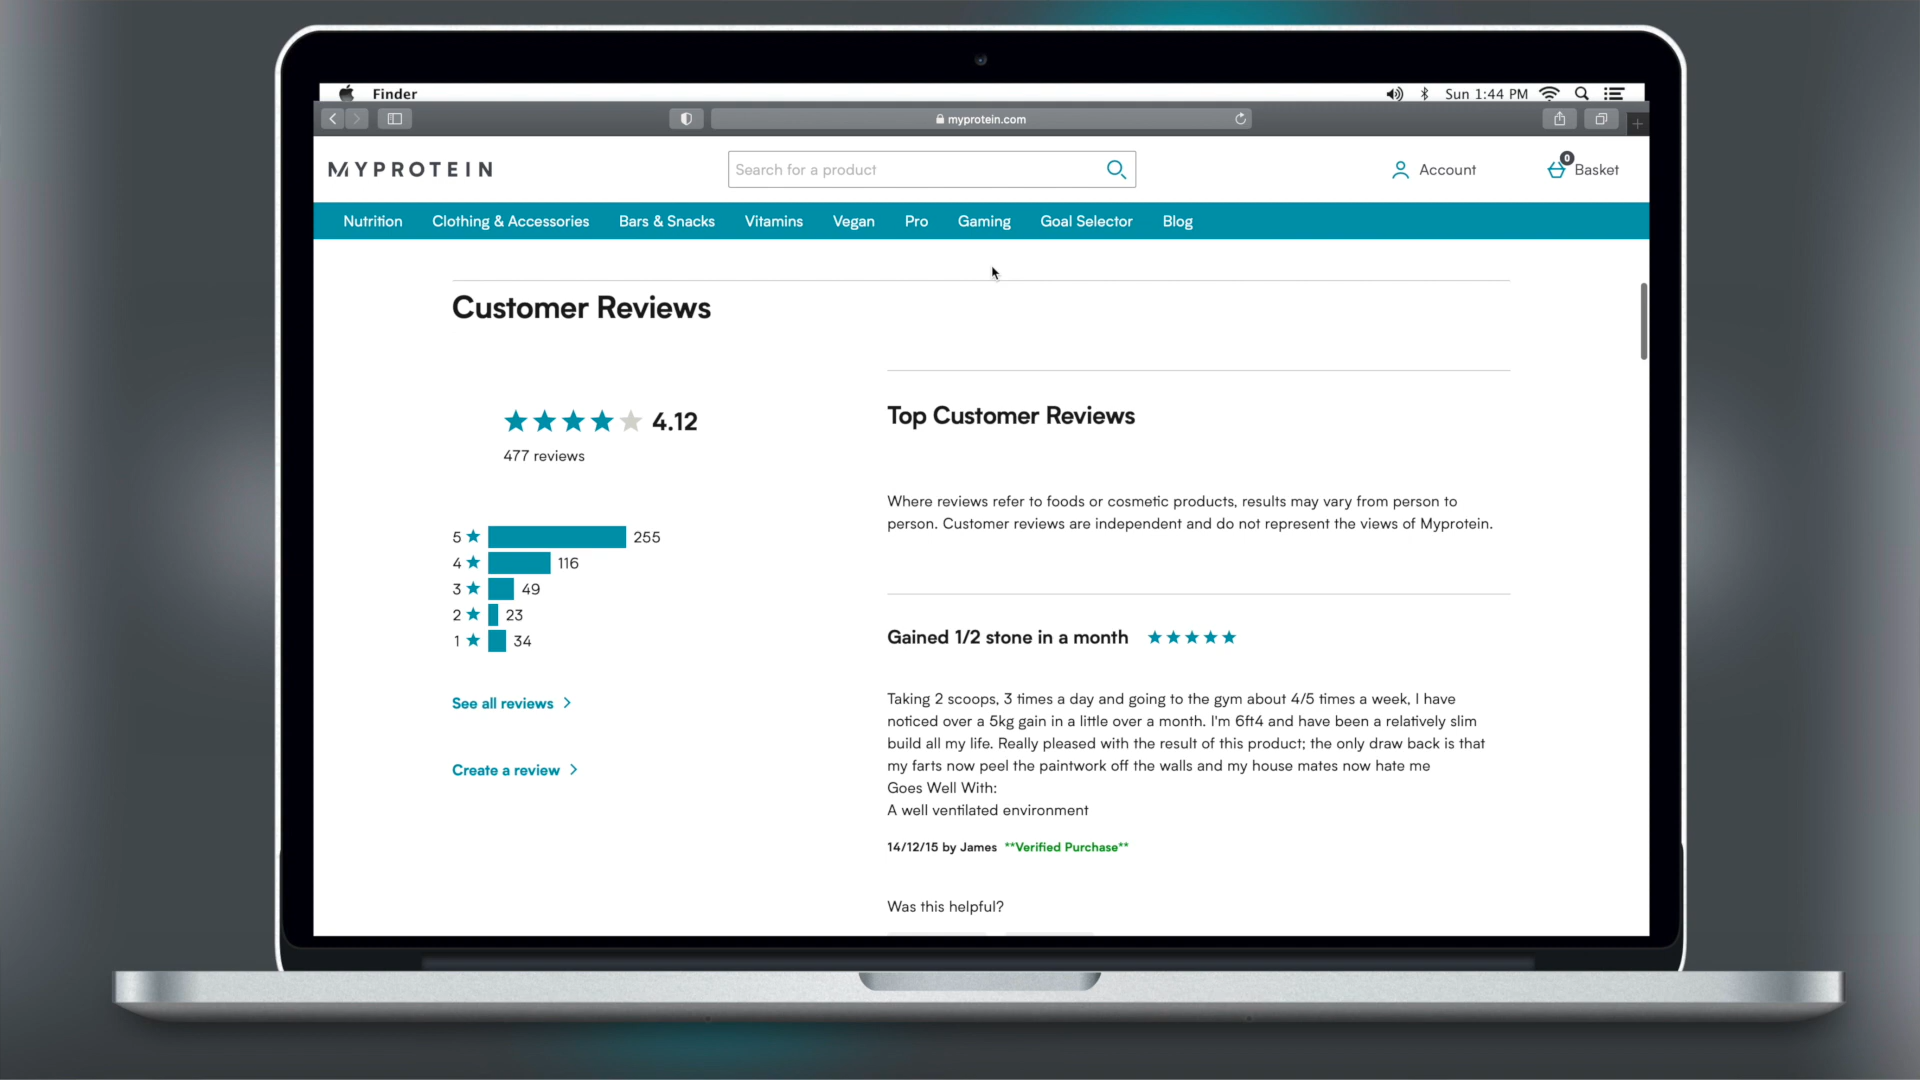 Finder
Sun 1:44 PM
myprotein.com
MYPROTEIN
Search for a product
Account
0
Basket
Nutrition Clothing & Accessories Bars & Snacks Vitamins Vegan Pro Gaming Goal Selector Blog
Customer Reviews
4.12
477 reviews
5 255
4 116
3 49
2 23
1 34
See all reviews
Create a review
Top Customer Reviews
Where reviews refer to foods or cosmetic products, results may vary from person to
person. Customer reviews are independent and do not represent the views of Myprotein.
Gained 1/2 stone in a month
Taking 2 scoops, 3 times a day and going to the gym about 4/5 times a week, I have
noticed over a 5kg gain in a little over a month. I'm 6ft4 and have been a relatively slim
build all my life. Really pleased with the result of this product; the only draw back is that
my farts now peel the paintwork off the walls and my house mates now hate me
Goes Well With:
A well ventilated environment
14/12/15 by James **Verified Purchase**
Was this helpful?